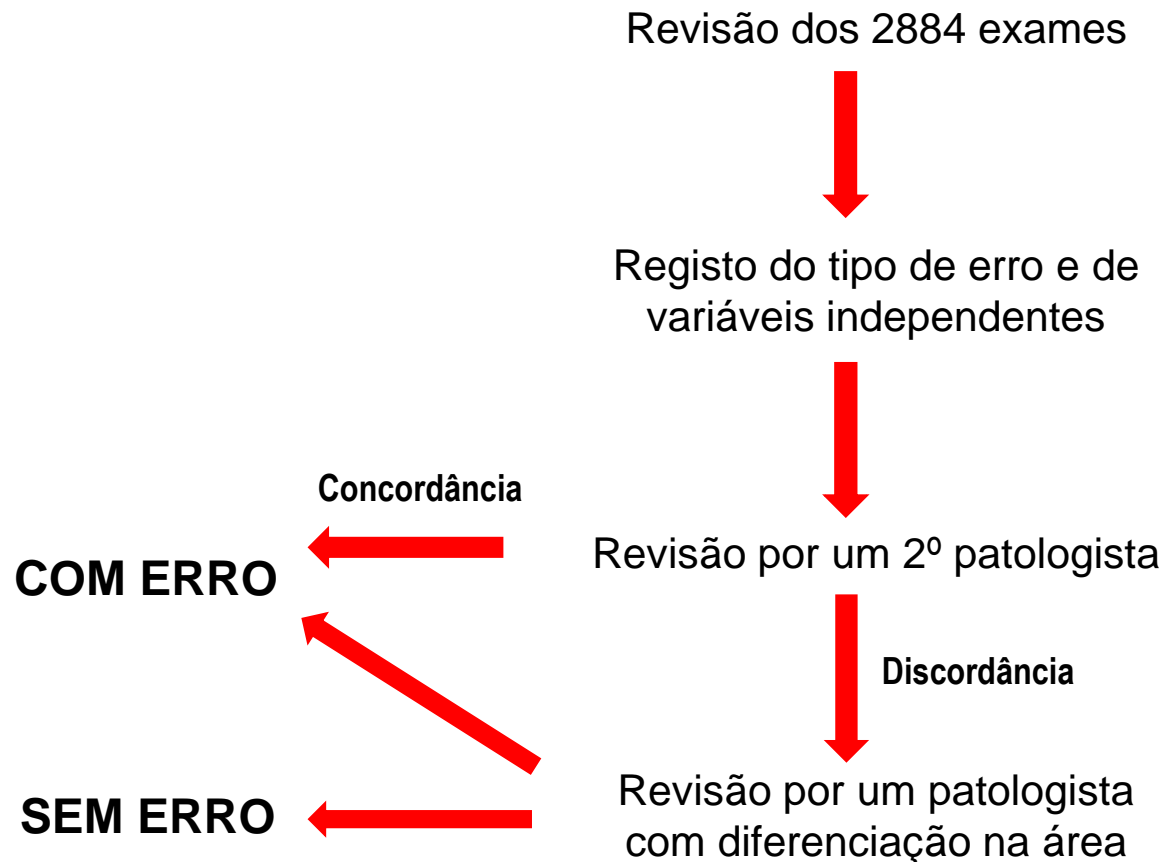 Revisão dos 2884 exames
Registo do tipo de erro e de
variáveis independentes
Concordância
Revisão por um 2º patologista
COM ERRO
Discordância
Revisão por um patologista
com diferenciação na área
SEM ERRO